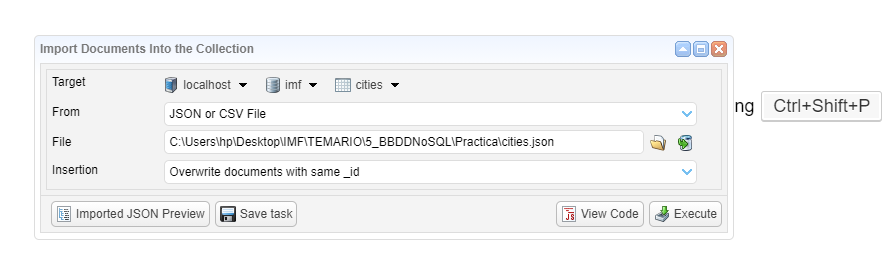 Import Documents Into the Collection
Target localhost imf cities
From JSON or CSV File
File C:\Users\hp\Desktop\IMF\TEMARIO\5_BBDDNoSQL\Practica\cities.json
Insertion Overwrite documents with same _id
Imported JSON Preview Save task JS View Code Execute
ng Ctrl+Shift+P